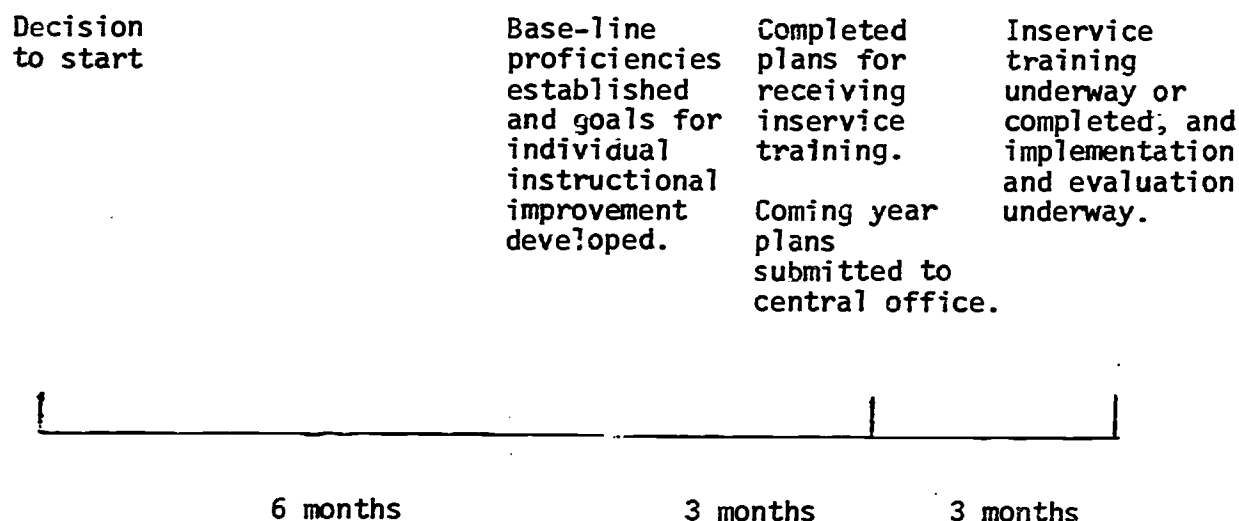 Decision
to start
Base-line
proficiencies
established
and goals for
individual
instructional
improvement
developed.
Completed
plans for
receiving
inservice
training.
Coming year
plans
submitted to
central office.
Inservice
training
underway or
completed, and
implementation
and evaluation
underway.
6 months
3 months
3 months